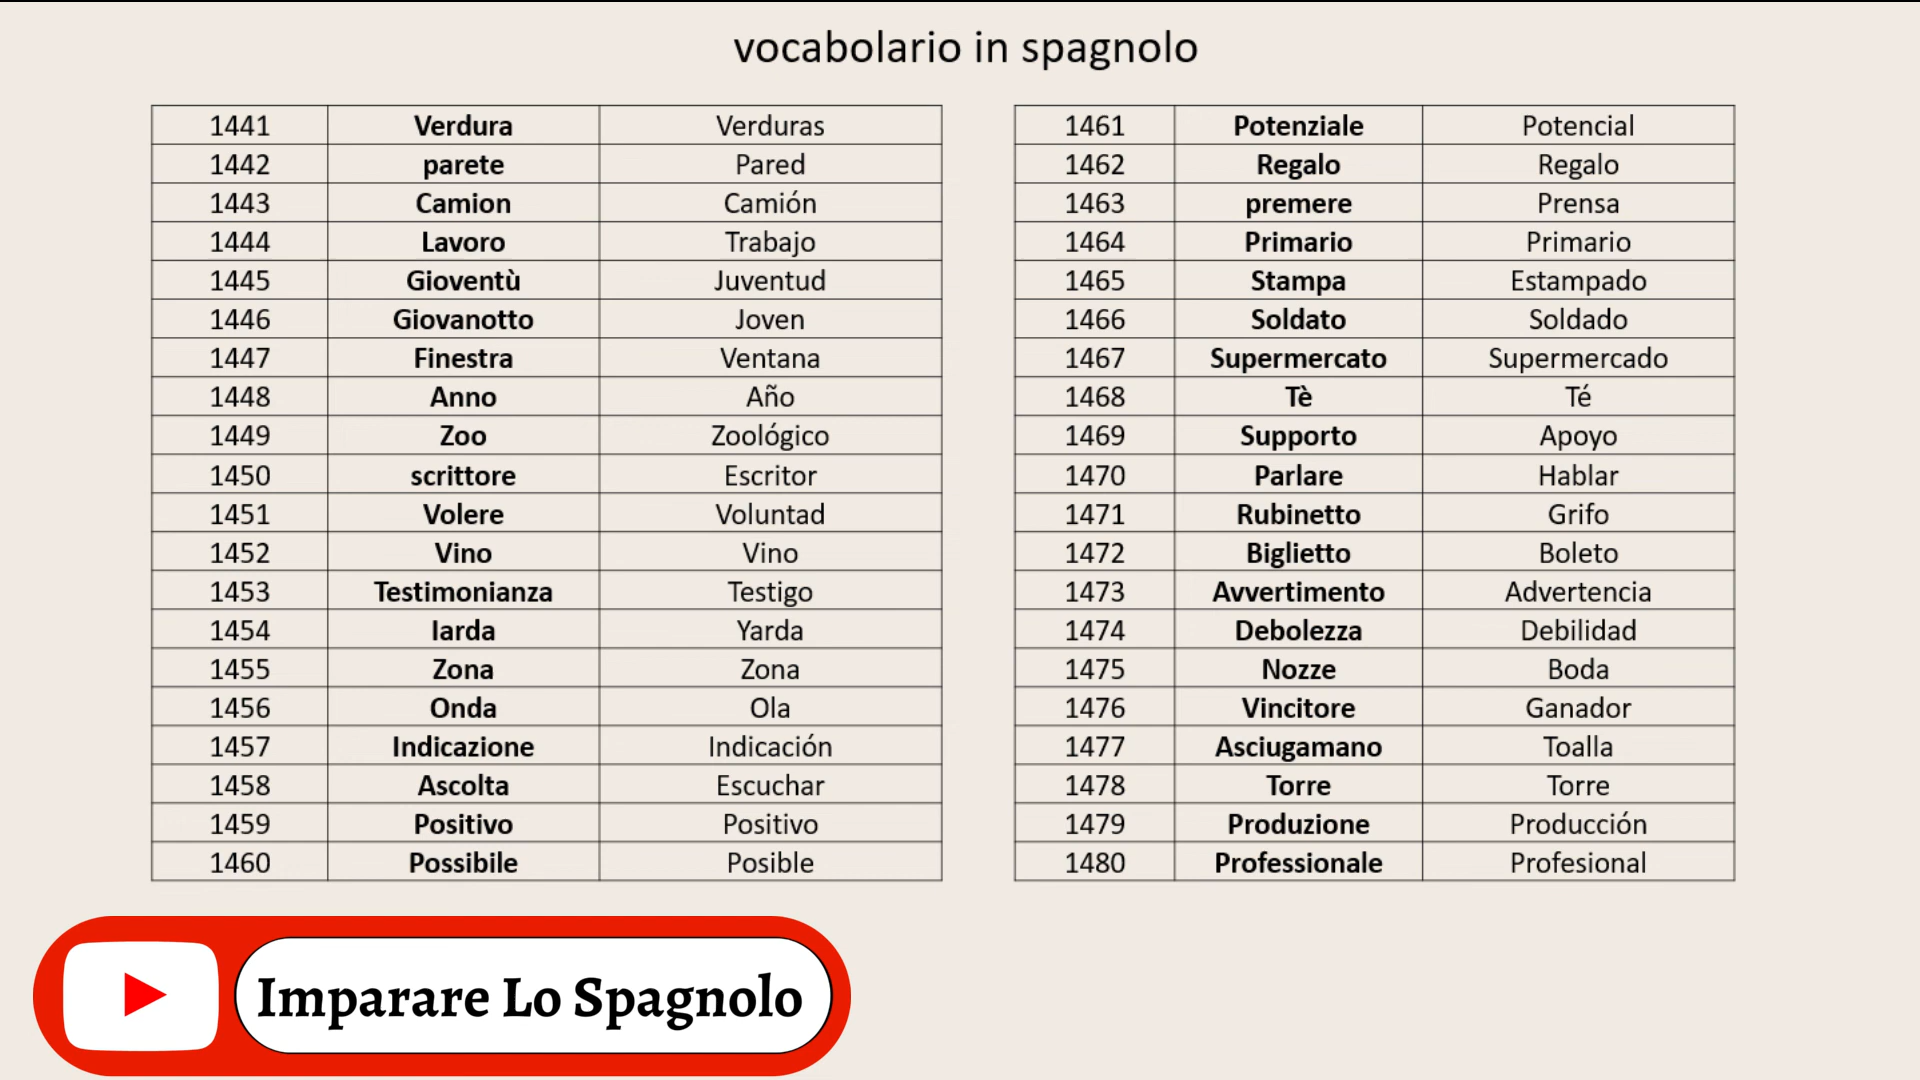 vocabolario in spagnolo
1441 Verdura Verduras
1442 parete Pared
1443 Camion Camión
1444 Lavoro Trabajo
1445 Gioventù Juventud
1446 Giovanotto Joven
1447 Finestra Ventana
1448 Anno Año
1449 Zoo Zoológico
1450 scrittore Escritor
1451 Volere Voluntad
1452 Vino Vino
1453 Testimonianza Testigo
1454 Iarda Yarda
1455 Zona Zona
1456 Onda Ola
1457 Indicazione Indicación
1458 Ascolta Escuchar
1459 Positivo Positivo
1460 Possibile Posible
1461 Potenziale Potencial
1462 Regalo Regalo
1463 premere Prensa
1464 Primario Primario
1465 Stampa Estampado
1466 Soldato Soldado
1467 Supermercato Supermercado
1468 Tè Té
1469 Supporto Apoyo
1470 Parlare Hablar
1471 Rubinetto Grifo
1472 Biglietto Boleto
1473 Avvertimento Advertencia
1474 Debolezza Debilidad
1475 Nozze Boda
1476 Vincitore Ganador
1477 Asciugamano Toalla
1478 Torre Torre
1479 Produzione Producción
1480 Professionale Profesional
Imparare Lo Spagnolo